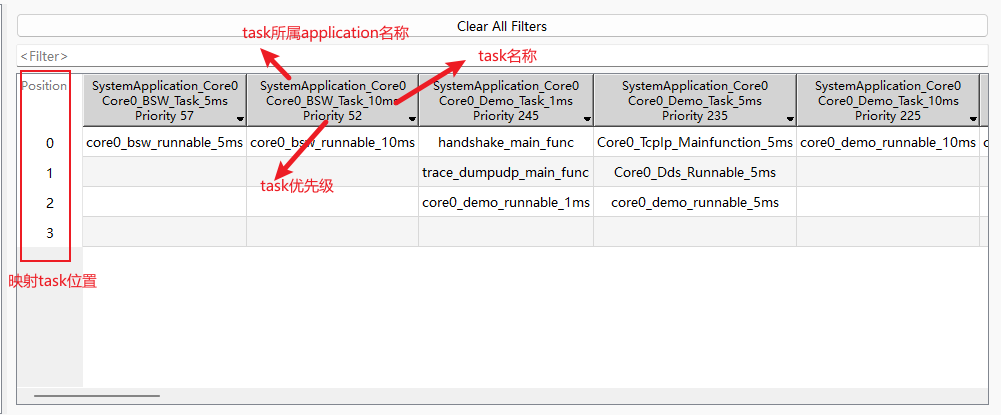 Clear All Filters
task所属application名称
<Filter>
task名称
Position
SystemApplication_Core0
Core0_BSW_Task_5ms
Priority 57
SystemApplication_Core0
Core0_BSW_Task_10ms
Priority 52
SystemApplication_Core0
Core0_Demo_Task_1ms
Priority 245
SystemApplication_Core0
Core0_Demo_Task_5ms
Priority 235
SystemApplication_Core0
Core0_Demo_Task_10ms
Priority 225
0 core0_bsw_runnable_5ms core0_bsw_runnable_10ms handshake_main_func Core0_TcpIp_Mainfunction_5ms core0_demo_runnable_10ms
1 trace_dumpudp_main_func Core0_Dds_Runnable_5ms
task优先级
2 core0_demo_runnable_1ms core0_demo_runnable_5ms
3
映射task位置